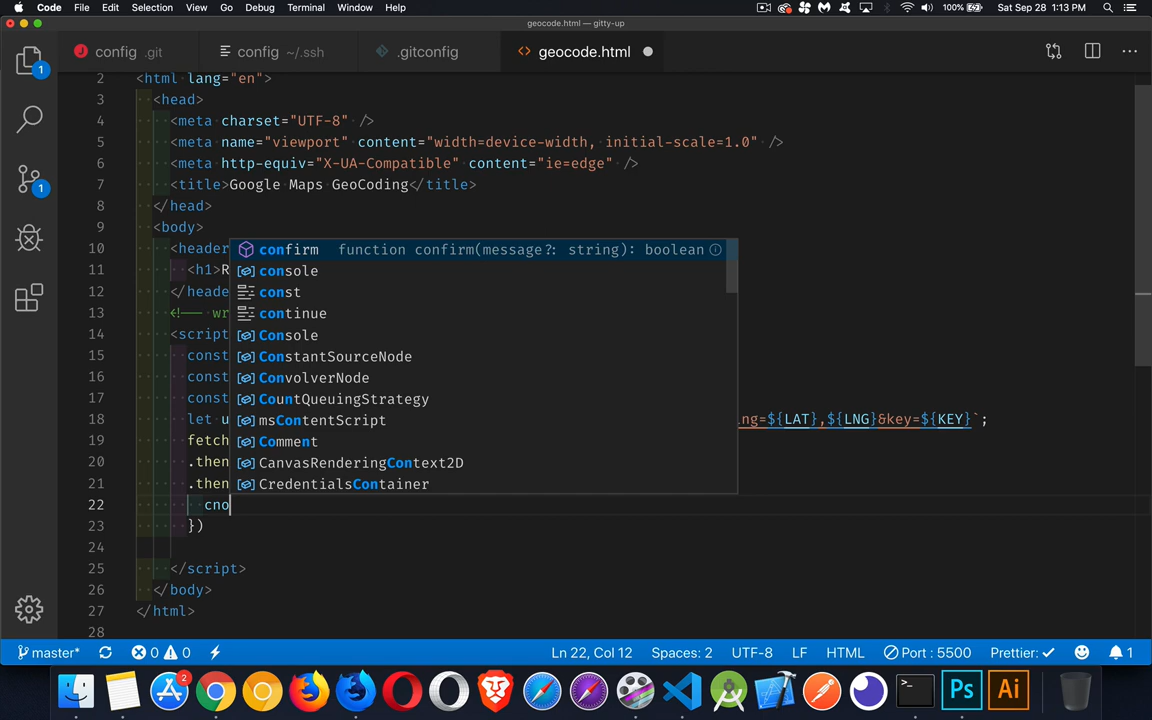 Code File Edit Selection View Go Debug Terminal Window Help 100% Sat Sep 28 1:13 PM
geocode.html — gitty-up
config .git config ~/.ssh .gitconfig <> geocode.html
1
1
2 <html lang="en">
3 <head>
4 <meta charset="UTF-8" />
5 <meta name="viewport" content="width=device-width, initial-scale=1.0" />
6 <meta http-equiv="X-UA-Compatible" content="ie=edge" />
7 <title>Google Maps GeoCoding</title>
8 </head>
9 <body>
10 <header
11 <h1>R
12 </heade
13 <!-- wr
14 <script
15 const
16 const
17 const
18 let u ng=${LAT},${LNG}&key=${KEY}`;
19 fetch
20 .then
21 .then
22 cno
23 })
24
25 </script>
26 </body>
27 </html>
28
confirm function confirm(message?: string): boolean
console
const
continue
Console
ConstantSourceNode
ConvolverNode
CountQueuingStrategy
msContentScript
Comment
CanvasRenderingContext2D
CredentialsContainer
master* 0 0 Ln 22, Col 12 Spaces: 2 UTF-8 LF HTML Port : 5500 Prettier: ✓ 1
2 >_ Ps Ai